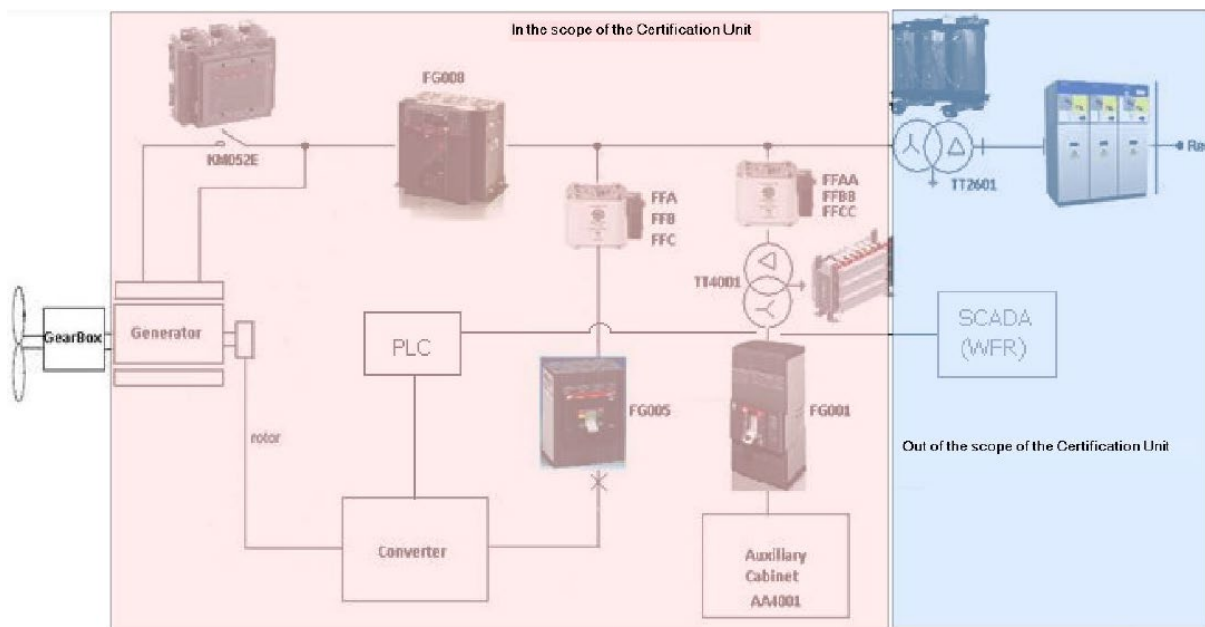 In the scope of the Certification Unit
FG008
KM052E
FFA
FFB
FFC
FFAA
FFBB
FFCC
TT2601
Re
TT4001
GearBox
Generator
PLC
SCADA
(WFR)
FG005
FG001
rotor
Out of the scope of the Certification Unit
Converter
Auxiliary
Cabinet
AA4001